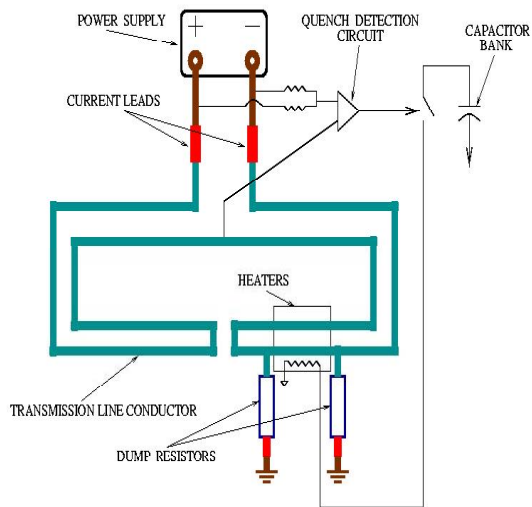 POWER SUPPLY
+ −
QUENCH DETECTION
CIRCUIT
CAPACITOR
BANK
CURRENT LEADS
HEATERS
TRANSMISSION LINE CONDUCTOR
DUMP RESISTORS